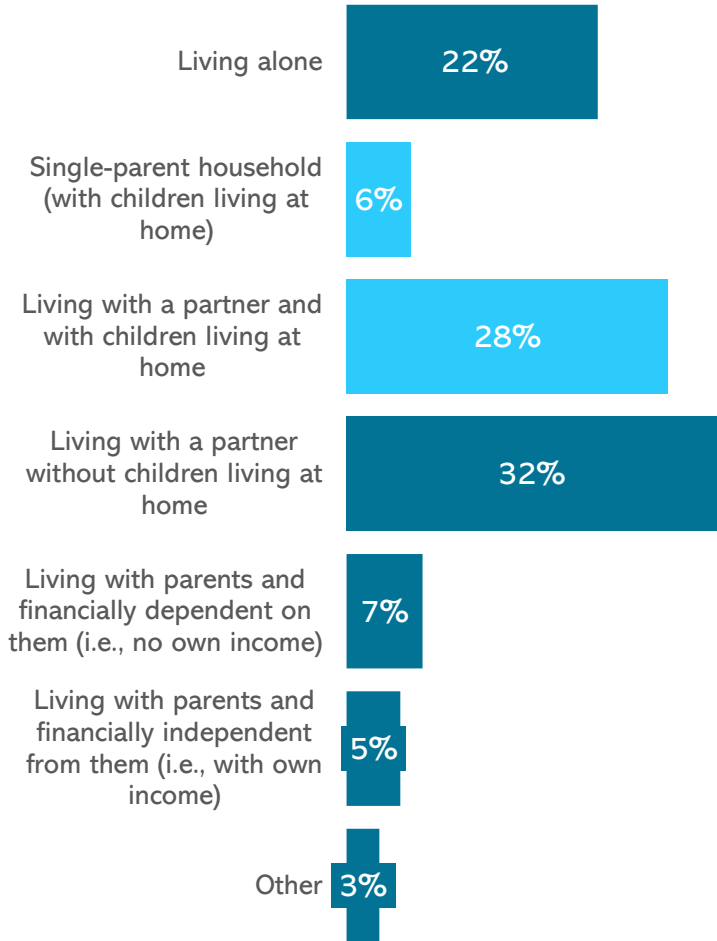 Living alone
22%
Single-parent household
(with children living at
home)
6%
Living with a partner and
with children living at
home
28%
Living with a partner
without children living at
home
32%
Living with parents and
financially dependent on
them (i.e., no own income)
7%
Living with parents and
financially independent
from them (i.e., with own
income)
5%
Other
3%